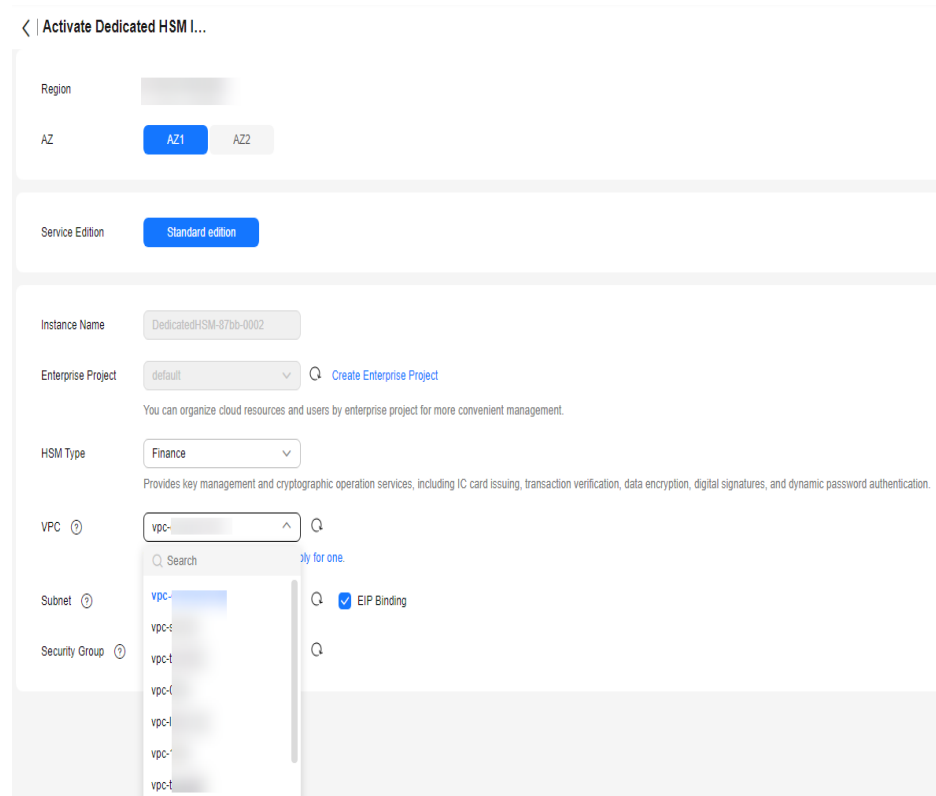 Activate Dedicated HSM I...
Region
AZ AZ1 AZ2
Service Edition Standard edition
Instance Name DedicatedHSM-87bb-0002
Enterprise Project default Create Enterprise Project
You can organize cloud resources and users by enterprise project for more convenient management.
HSM Type Finance
Provides key management and cryptographic operation services, including IC card issuing, transaction verification, data encryption, digital signatures, and dynamic password authentication.
VPC vpc-
Search
for one.
vpc-
Subnet EIP Binding
vpc-s
Security Group
vpc-t
vpc-
vpc-
vpc-
vpc-t